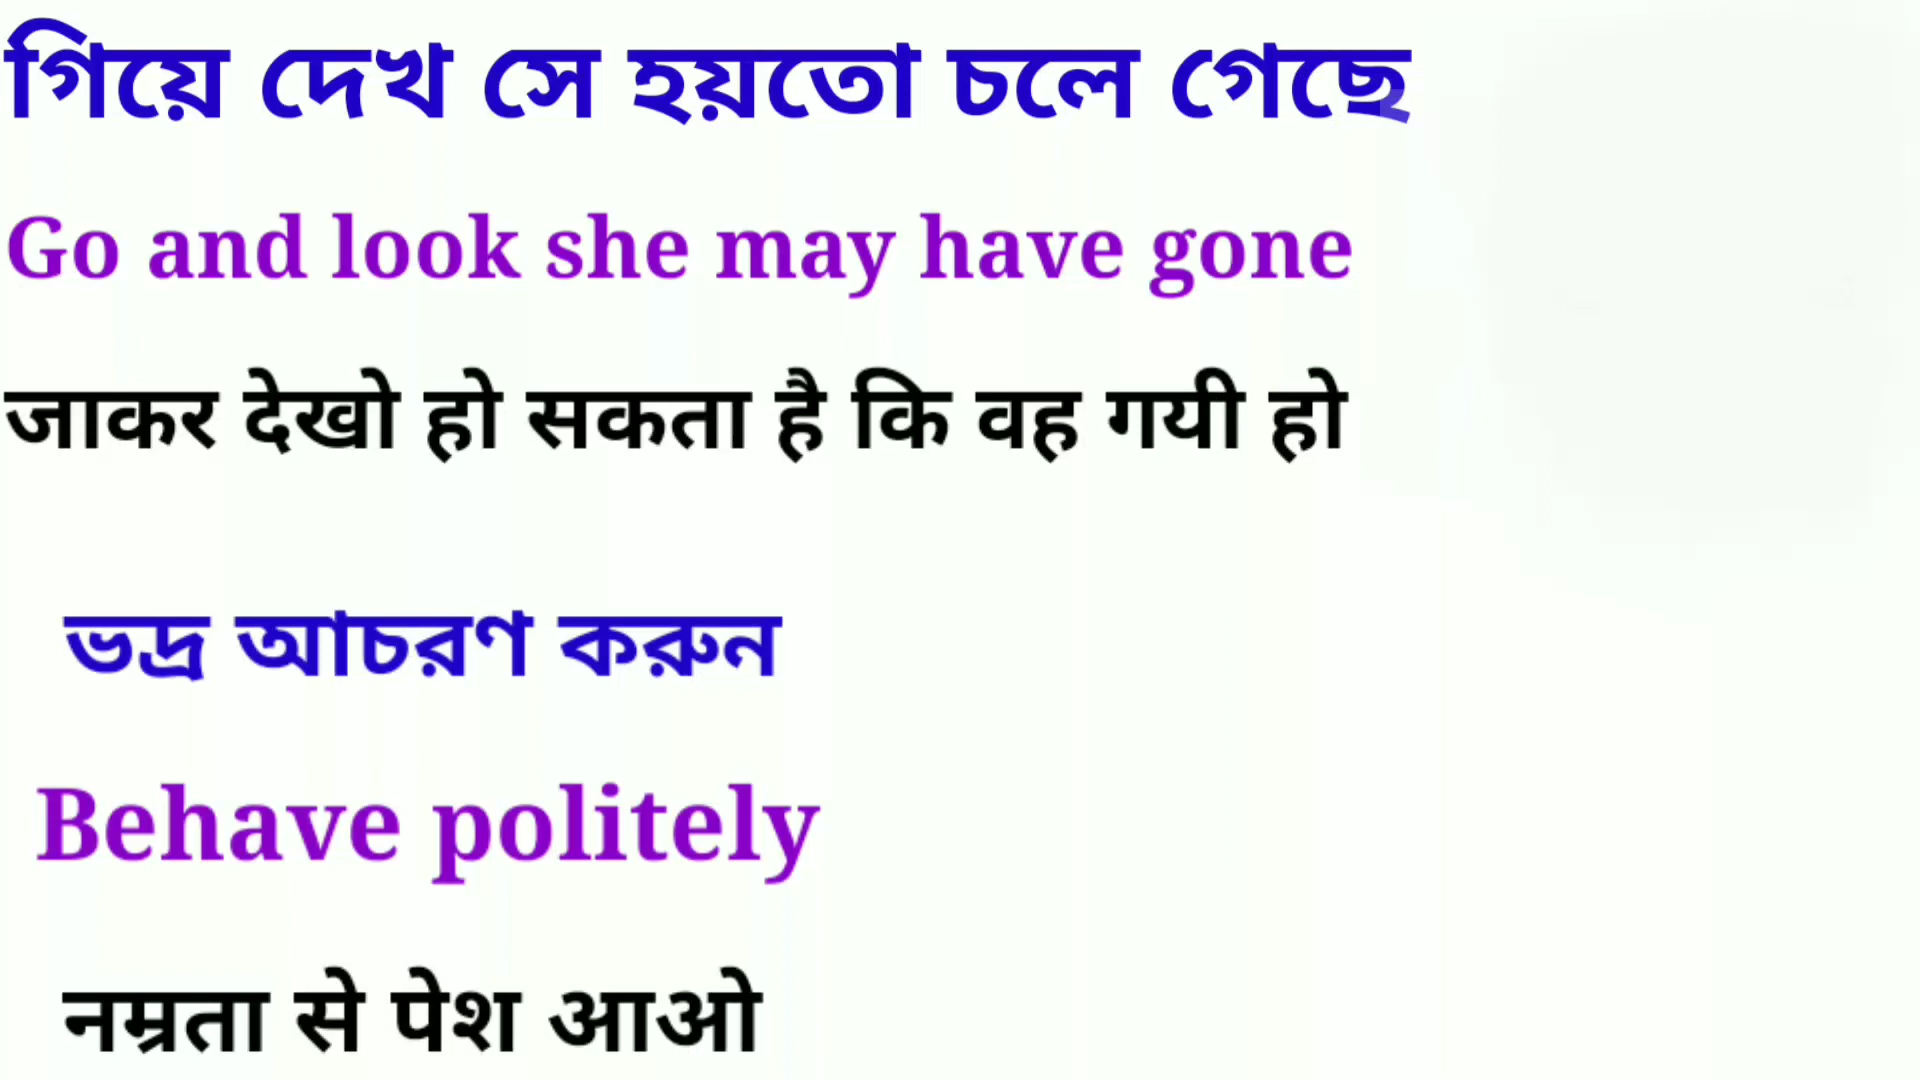 গিয়ে দেখ সে হয়তো চলে গেছে
Go and look she may have gone
जाकर देखो हो सकता है कि वह गयी हो
ভদ্র আচরণ করুন
Behave politely
नम्रता से पेश आओ